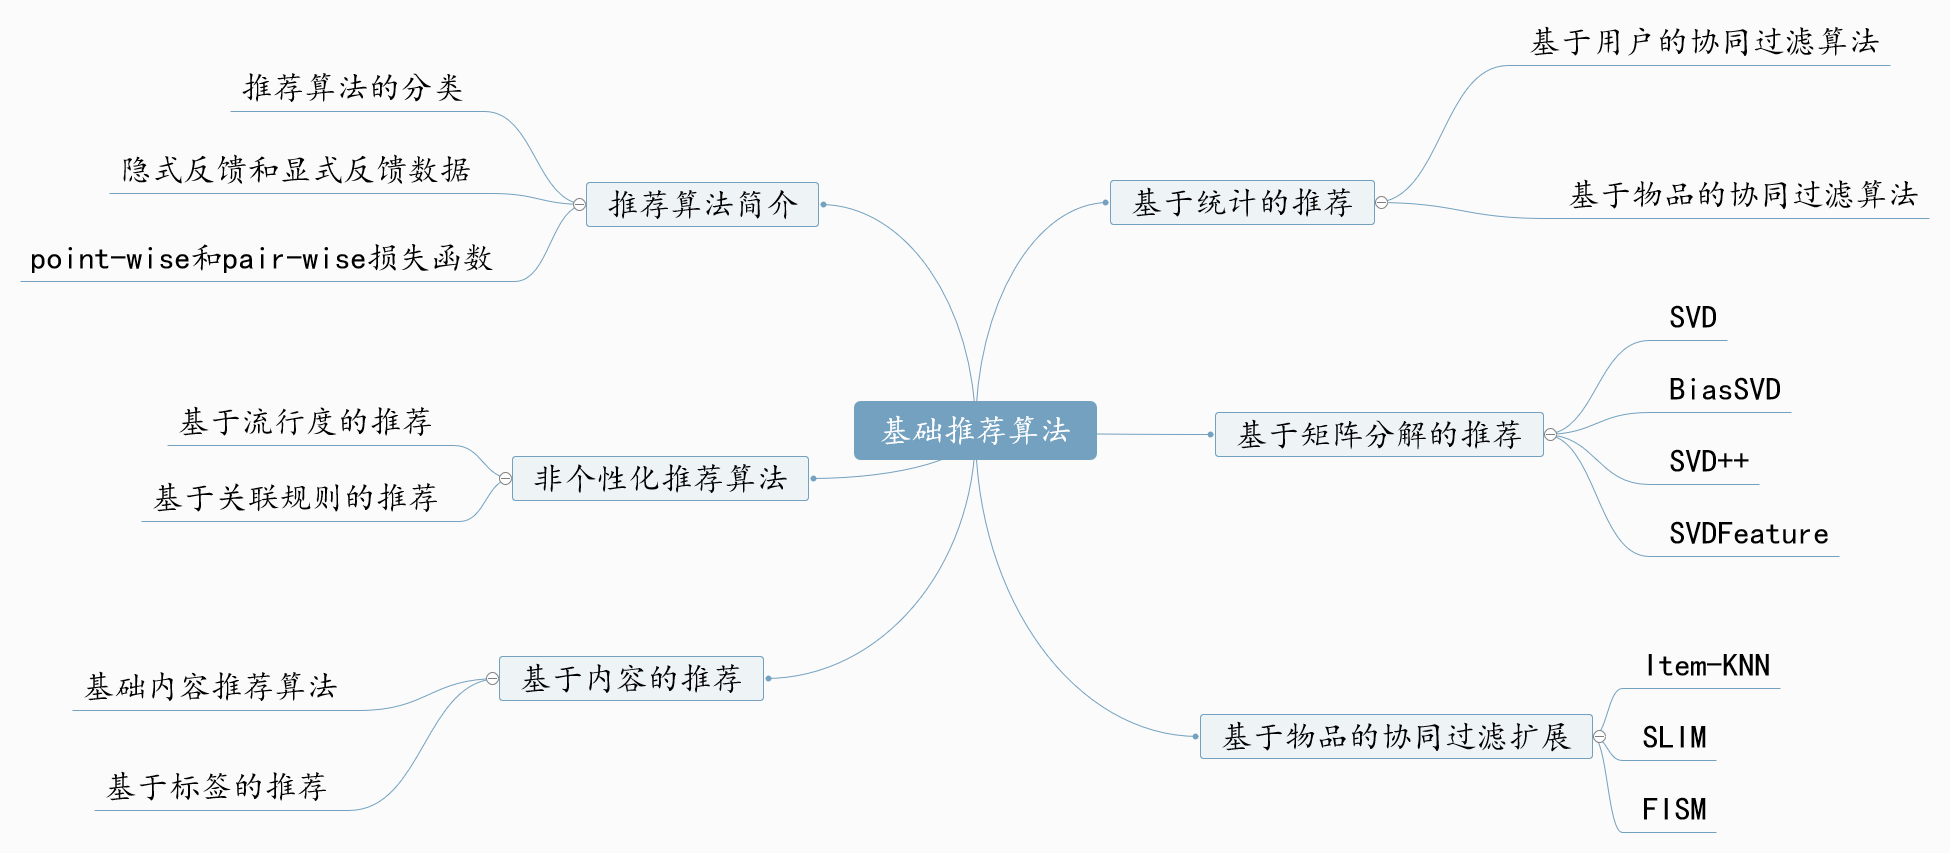 基础推荐算法
推荐算法简介
推荐算法的分类
隐式反馈和显式反馈数据
point-wise和pair-wise损失函数
非个性化推荐算法
基于流行度的推荐
基于关联规则的推荐
基于内容的推荐
基础内容推荐算法
基于标签的推荐
基于统计的推荐
基于用户的协同过滤算法
基于物品的协同过滤算法
基于矩阵分解的推荐
SVD
BiasSVD
SVD++
SVDFeature
基于物品的协同过滤扩展
Item-KNN
SLIM
FISM